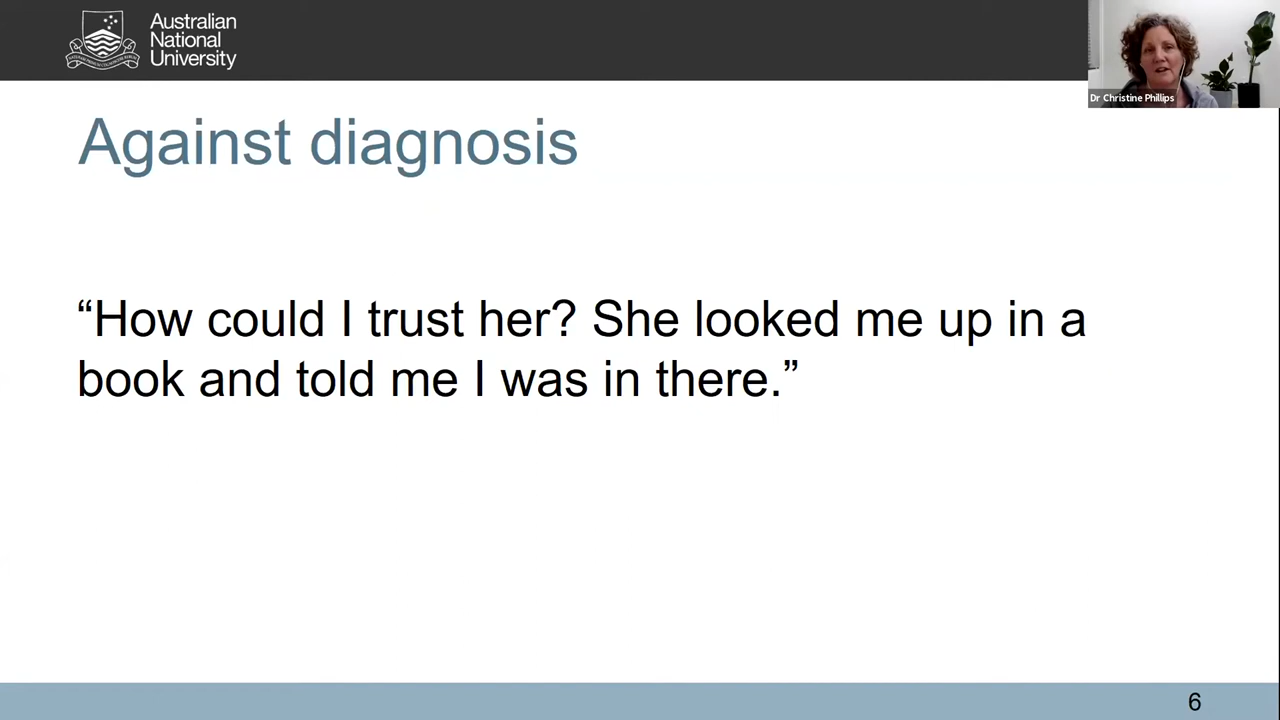 Australian
National
University
Dr Christine Phillips
Against diagnosis
“How could I trust her? She looked me up in a
book and told me I was in there.”
6